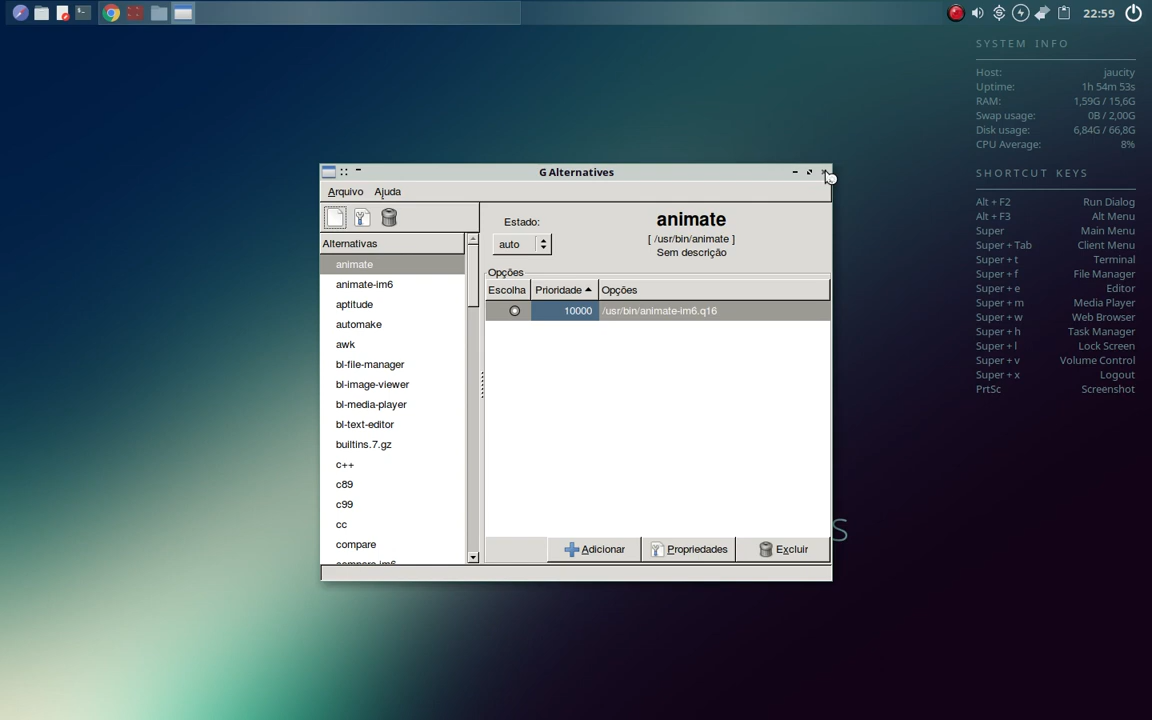 22:59
SYSTEM INFO
Host: jaucity
Uptime: 1h 54m 53s
RAM: 1,59G / 15,6G
Swap usage: 0B / 2,00G
Disk usage: 6,84G / 66,8G
CPU Average: 8%
SHORTCUT KEYS
Alt + F2 Run Dialog
Alt + F3 Alt Menu
Super Main Menu
Super + Tab Client Menu
Super + t Terminal
Super + f File Manager
Super + e Editor
Super + m Media Player
Super + w Web Browser
Super + h Task Manager
Super + l Lock Screen
Super + v Volume Control
Super + x Logout
PrtSc Screenshot
G Alternatives
Arquivo Ajuda
Alternativas
animate
animate-im6
aptitude
automake
awk
bl-file-manager
bl-image-viewer
bl-media-player
bl-text-editor
builtins.7.gz
c++
c89
c99
cc
compare
compare-im6
Estado:
auto
animate
[ /usr/bin/animate ]
Sem descrição
Opções
Escolha Prioridade Opções
10000 /usr/bin/animate-im6.q16
Adicionar Propriedades Excluir
S